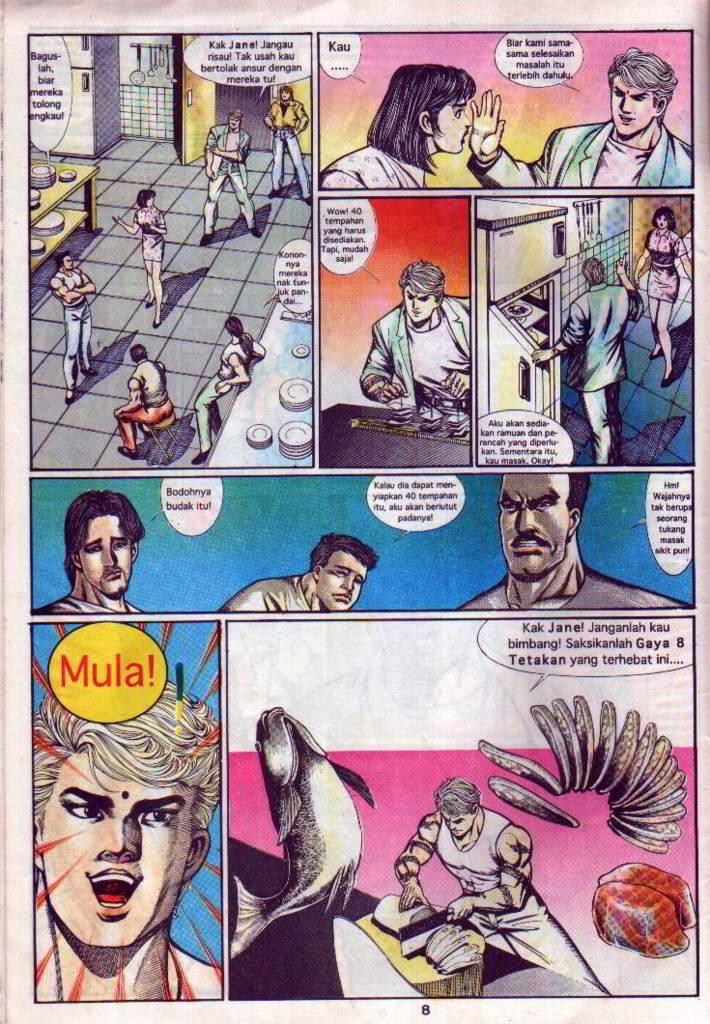 Bagus-
lah,
biar
mereka
tolong
engkau!
Kak Jane! Jangau
risau! Tak usah kau
bertolak ansur dengan
mereka tu!
Konon-
nya
mereka
nak tun-
juk pan-
dai...
Kau
.....
Biar kami sama-
sama selesaikan
masalah itu
terlebih dahulu.
Wow! 40
tempahan
yang harus
disediakan.
Tapi, mudah
saja!
Aku akan sedia-
kan ramuan dan pe-
rencah yang diperlu-
kan. Sementara itu,
kau masak. Okay!
Bodohnya
budak itu!
Kalau dia dapat men-
yiapkan 40 tempahan
itu, aku akan berlutut
padanya!
Hm!
Wajahnya
tak berupa
seorang
tukang
masak
sikit pun!
Mula!
Kak Jane! Janganlah kau
bimbang! Saksikanlah Gaya 8
Tetakan yang terhebat ini....
8